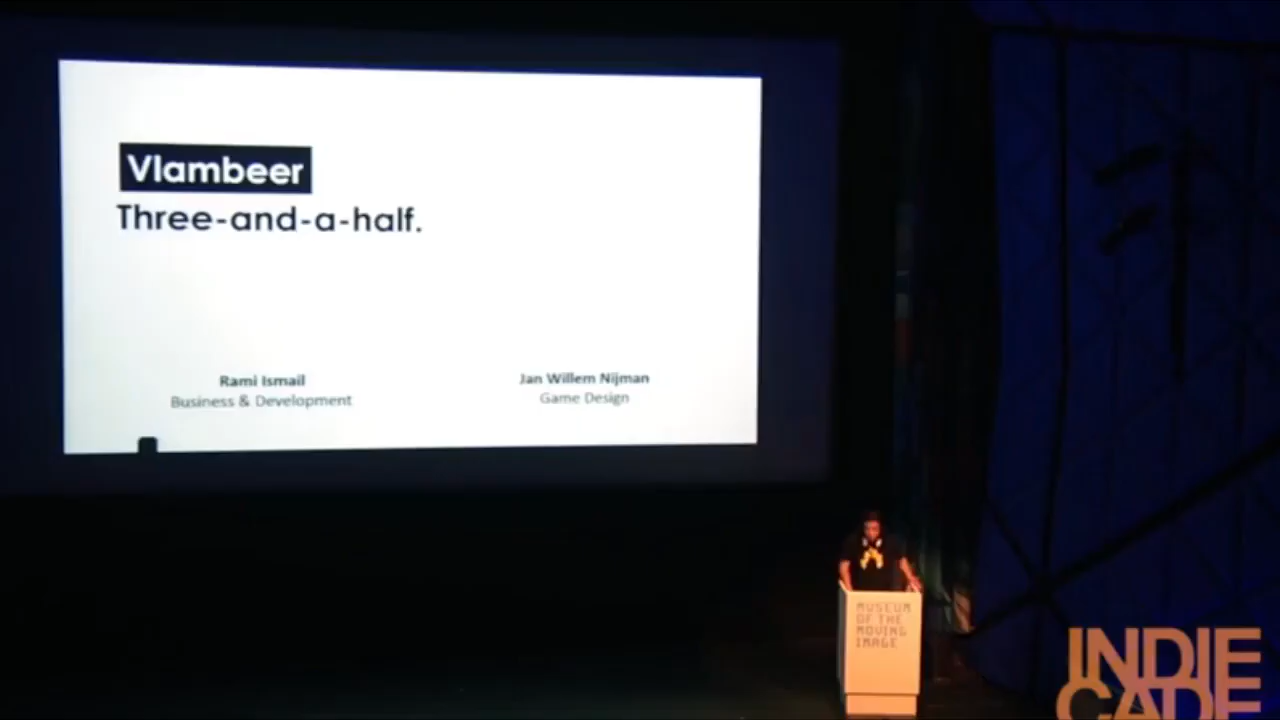 Vlambeer
Three-and-a-half.
Rami Ismail
Business & Development
Jan Willem Nijman
Game Design
MUSEUM
OF THE
MOVING
IMAGE
INDIE
CADE